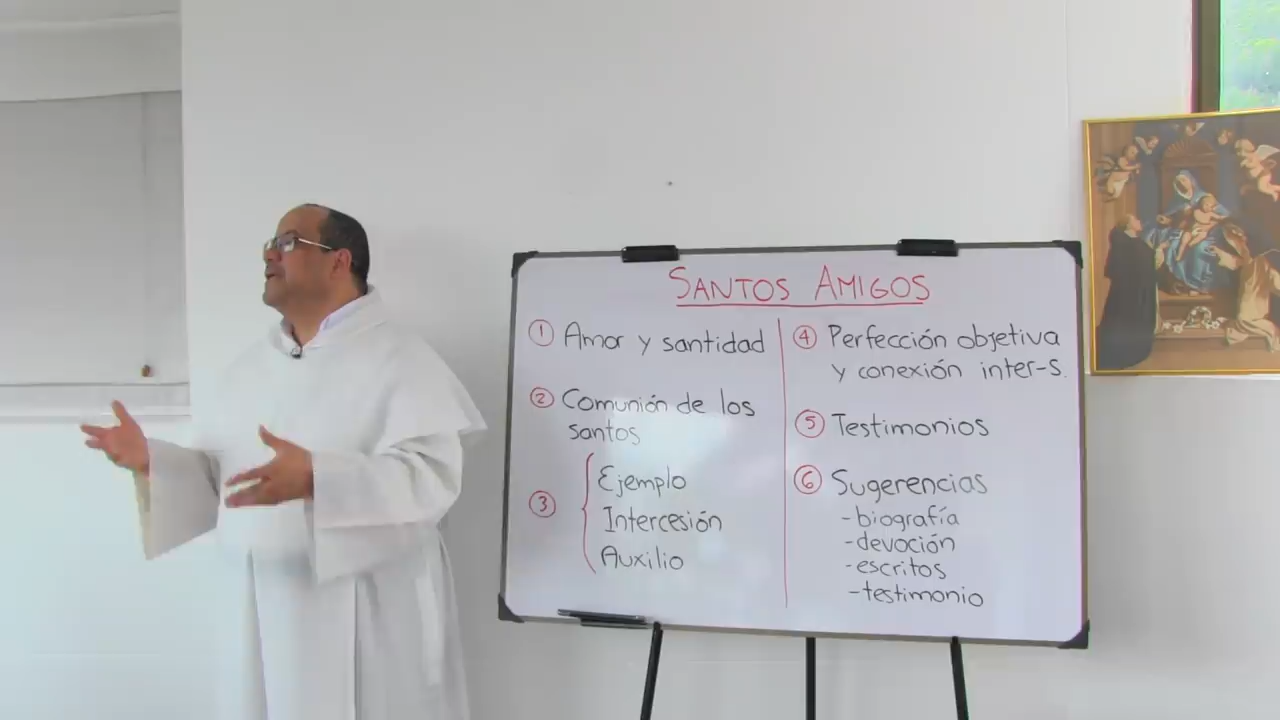 SANTOS AMIGOS
① Amor y santidad
② Comunión de los
santos
③ Ejemplo
Intercesión
Auxilio
④ Perfección objetiva
y conexión inter-s.
⑤ Testimonios
⑥ Sugerencias
-biografía
-devoción
-escritos
-testimonio